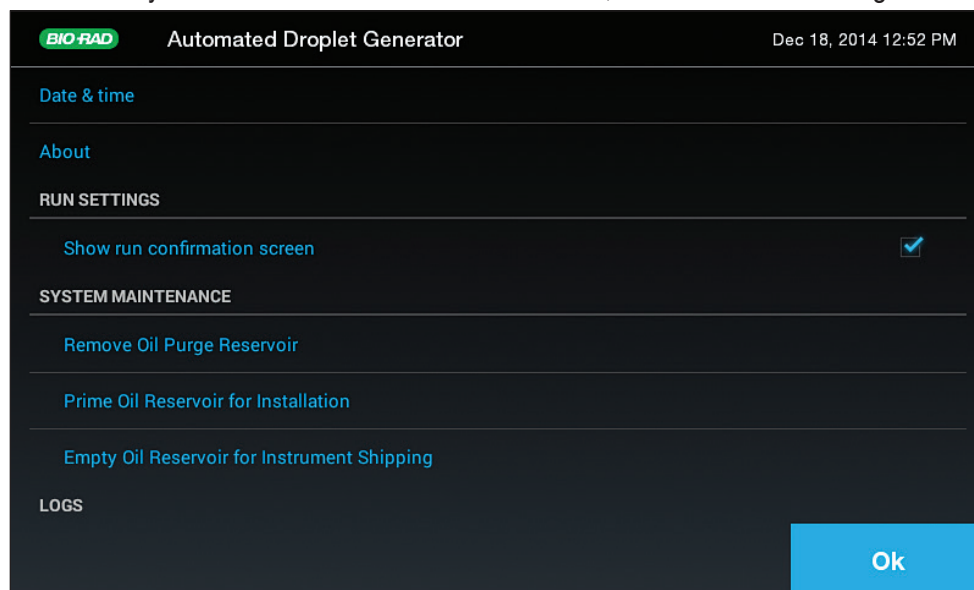 BIO-RAD Automated Droplet Generator Dec 18, 2014 12:52 PM
Date & time
About
RUN SETTINGS
Show run confirmation screen
SYSTEM MAINTENANCE
Remove Oil Purge Reservoir
Prime Oil Reservoir for Installation
Empty Oil Reservoir for Instrument Shipping
LOGS
Ok